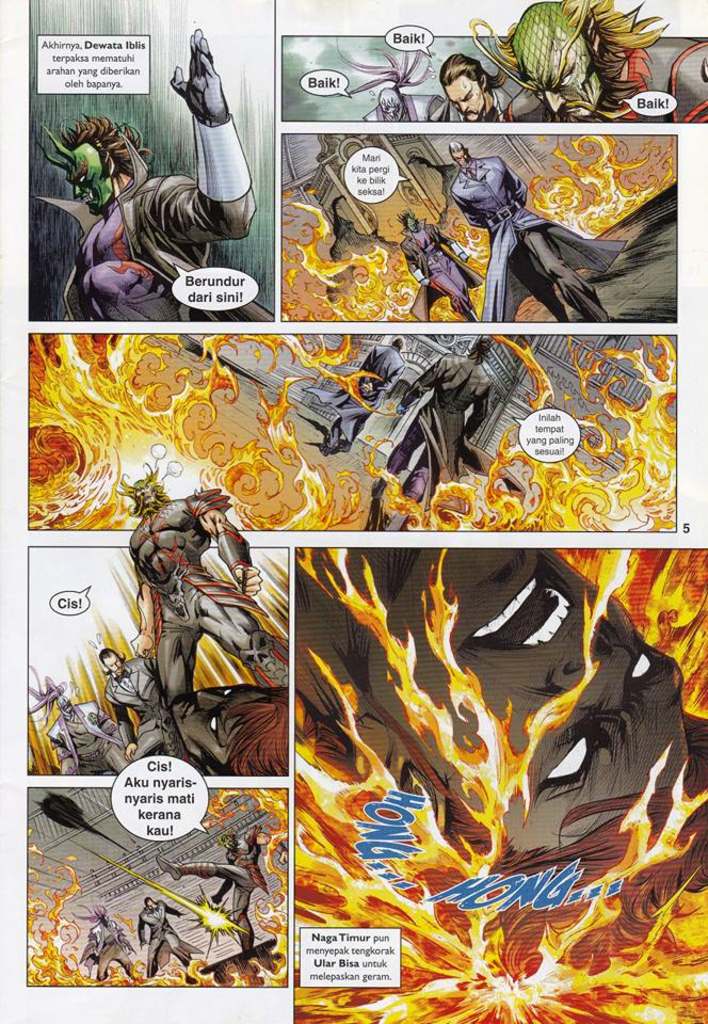 Akhirnya, Dewata Iblis
terpaksa mematuhi
arahan yang diberikan
oleh bapanya.
Berundur
dari sini!
Baik!
Baik!
Baik!
Mari
kita pergi
ke bilik
seksa!
Inilah
tempat
yang paling
sesuai!
5
Cis!
Cis!
Aku nyaris-
nyaris mati
kerana
kau!
HONG...
HONG...
Naga Timur pun
menyepak tengkorak
Ular Bisa untuk
melepaskan geram.